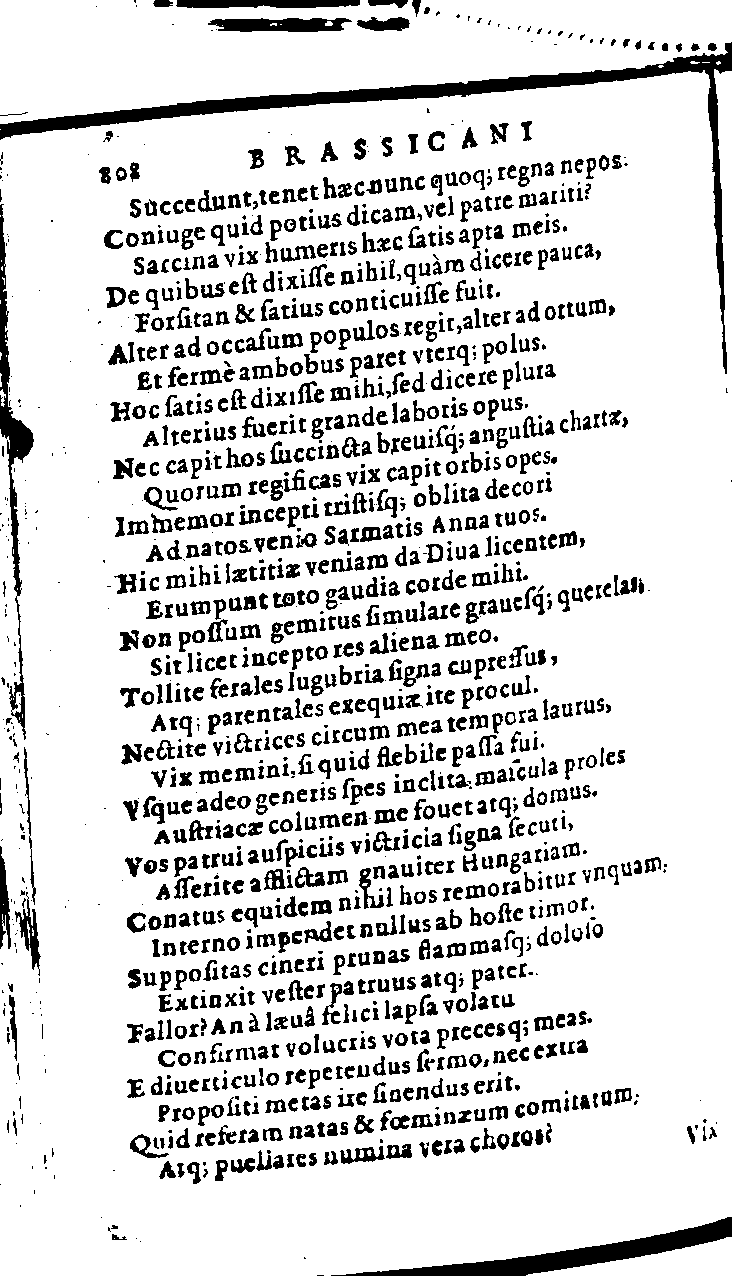 808 BRASSICANI
Succedunt,tenet hæc nunc quoq; regna nepos.
Coniuge quid potius dicam,vel patre mariti?
Sarcina vix humeris hæc ſatis apta meis.
De quibus eſt dixiſſe nihil,quàm dicere pauca,
Forſitan & ſatius conticuiſſe fuit.
Alter ad occaſum populos regit,alter ad ortum,
Et fermè ambobus paret vterq; polus.
Hoc ſatis eſt dixiſſe mihi,ſed dicere plura
Alterius fuerit grande laboris opus.
Nec capit hos ſuccincta breuiſq́; anguſtia chartæ,
Quorum regificas vix capit orbis opes.
Immemor incepti triſtiſq; oblita decori
Ad natos venio Sarmatis Anna tuos.
Hic mihi lætitiæ veniam da Diua licentem,
Erumpunt toto gaudia corde mihi.
Non poſſum gemitus ſimulare graueſq́; querelas,
Sit licet incepto res aliena meo.
Tollite ferales lugubria ſigna cupreſſus,
Atq; parentales exequiæ ite procul.
Nectite victrices circum mea tempora laurus,
Vix memini,ſi quid flebile paſſa fui.
Vſque adeo generis ſpes inclita,maſcula proles
Auſtriacæ columen me fouet atq; domus.
Vos patrui auſpiciis victricia ſigna ſecuti,
Aſſerite afflictam gnauiter Hungariam.
Conatus equidem nihil hos remorabitur vnquam,
Interno impendet nullus ab hoſte timor.
Suppoſitas cineri prunas flammaſq; doloſo
Extinxit veſter patruus atq; pater.
Fallor? An à læuâ felici lapſa volatu
Confirmat volucris vota precesq; meas.
E diuerticulo repetendus ſermo,nec extra
Propoſiti metas ire ſinendus erit.
Quid referam natas & fœminæum comitatum,
Atq; puellares numina vera choros?
Vix